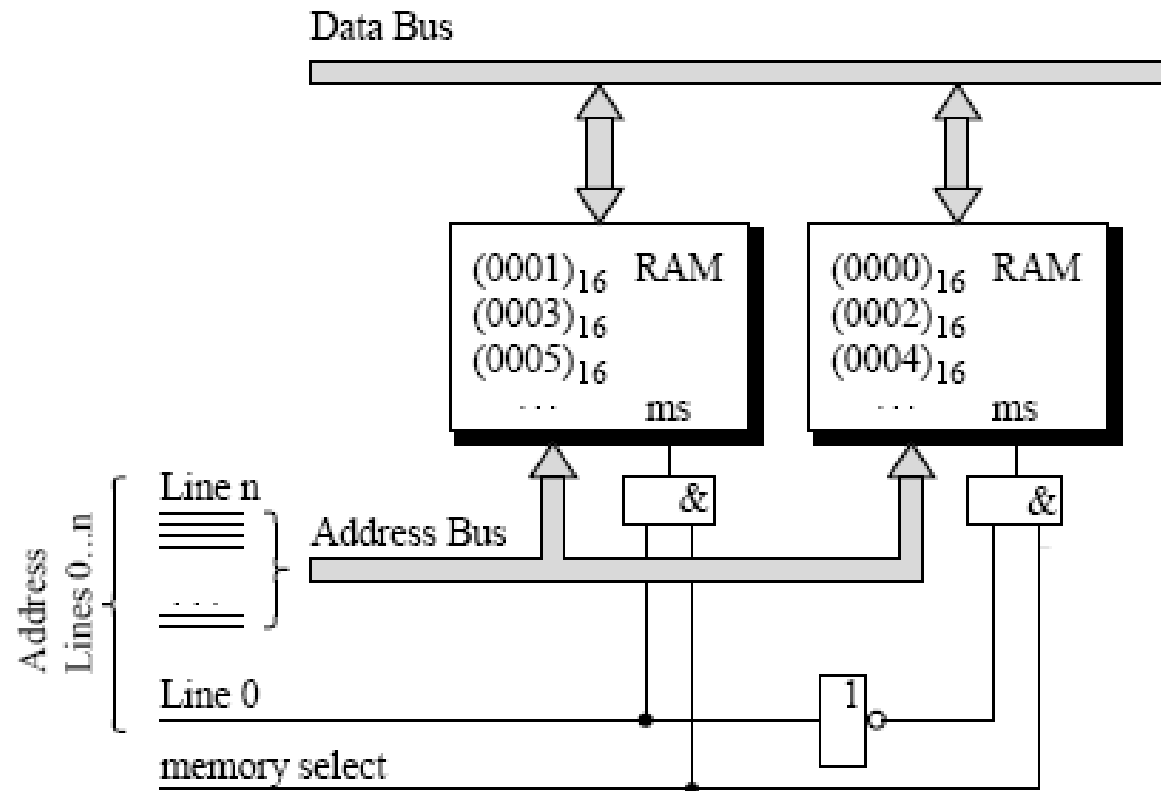 Data Bus
(0001)16 RAM
(0003)16
(0005)16
... ms
(0000)16 RAM
(0002)16
(0004)16
... ms
& 
&
Line n
Address Bus
...
Address
Lines 0...n
Line 0
1
memory select